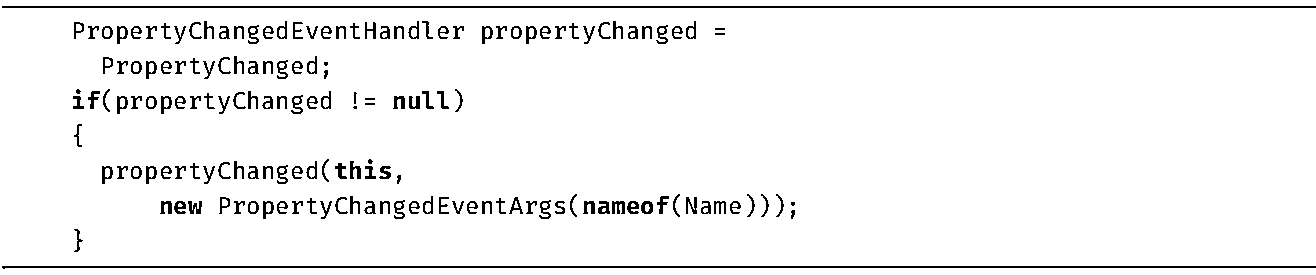 PropertyChangedEventHandler propertyChanged =
  PropertyChanged;
if(propertyChanged != null)
{
  propertyChanged(this,
      new PropertyChangedEventArgs(nameof(Name)));
}